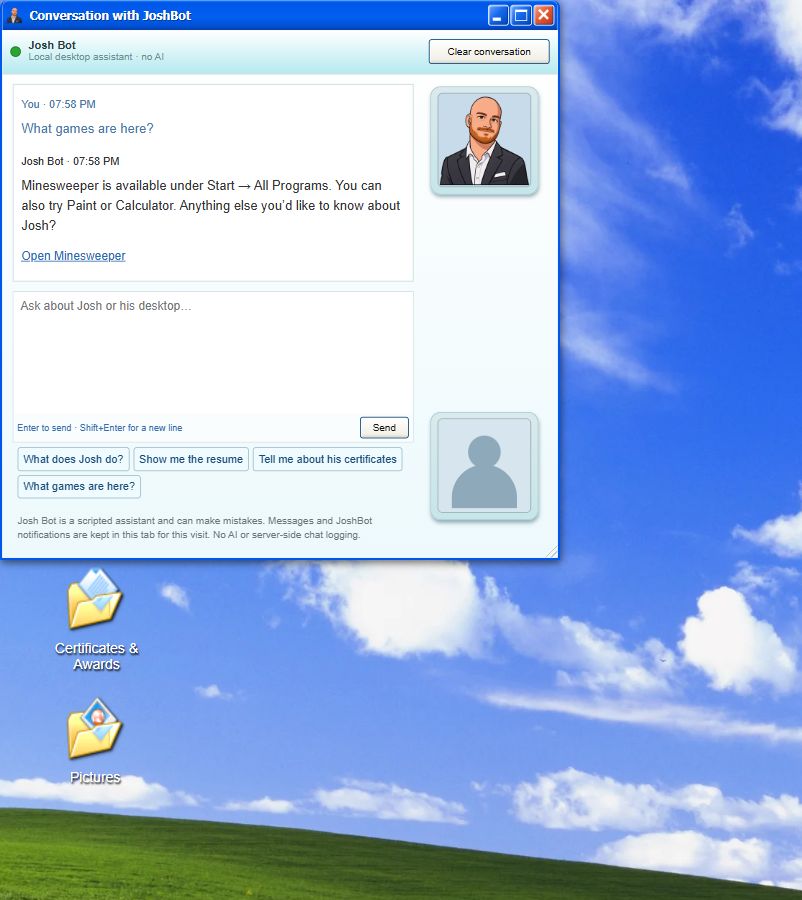 Conversation with JoshBot
Josh Bot
Local desktop assistant · no AI
Clear conversation
You · 07:58 PM
What games are here?
Josh Bot · 07:58 PM
Minesweeper is available under Start → All Programs. You can
also try Paint or Calculator. Anything else you'd like to know about
Josh?
Open Minesweeper
Ask about Josh or his desktop…
Enter to send · Shift+Enter for a new line
Send
What does Josh do?
Show me the resume
Tell me about his certificates
What games are here?
Josh Bot is a scripted assistant and can make mistakes. Messages and JoshBot
notifications are kept in this tab for this visit. No AI or server-side chat logging.
Certificates &
Awards
Pictures